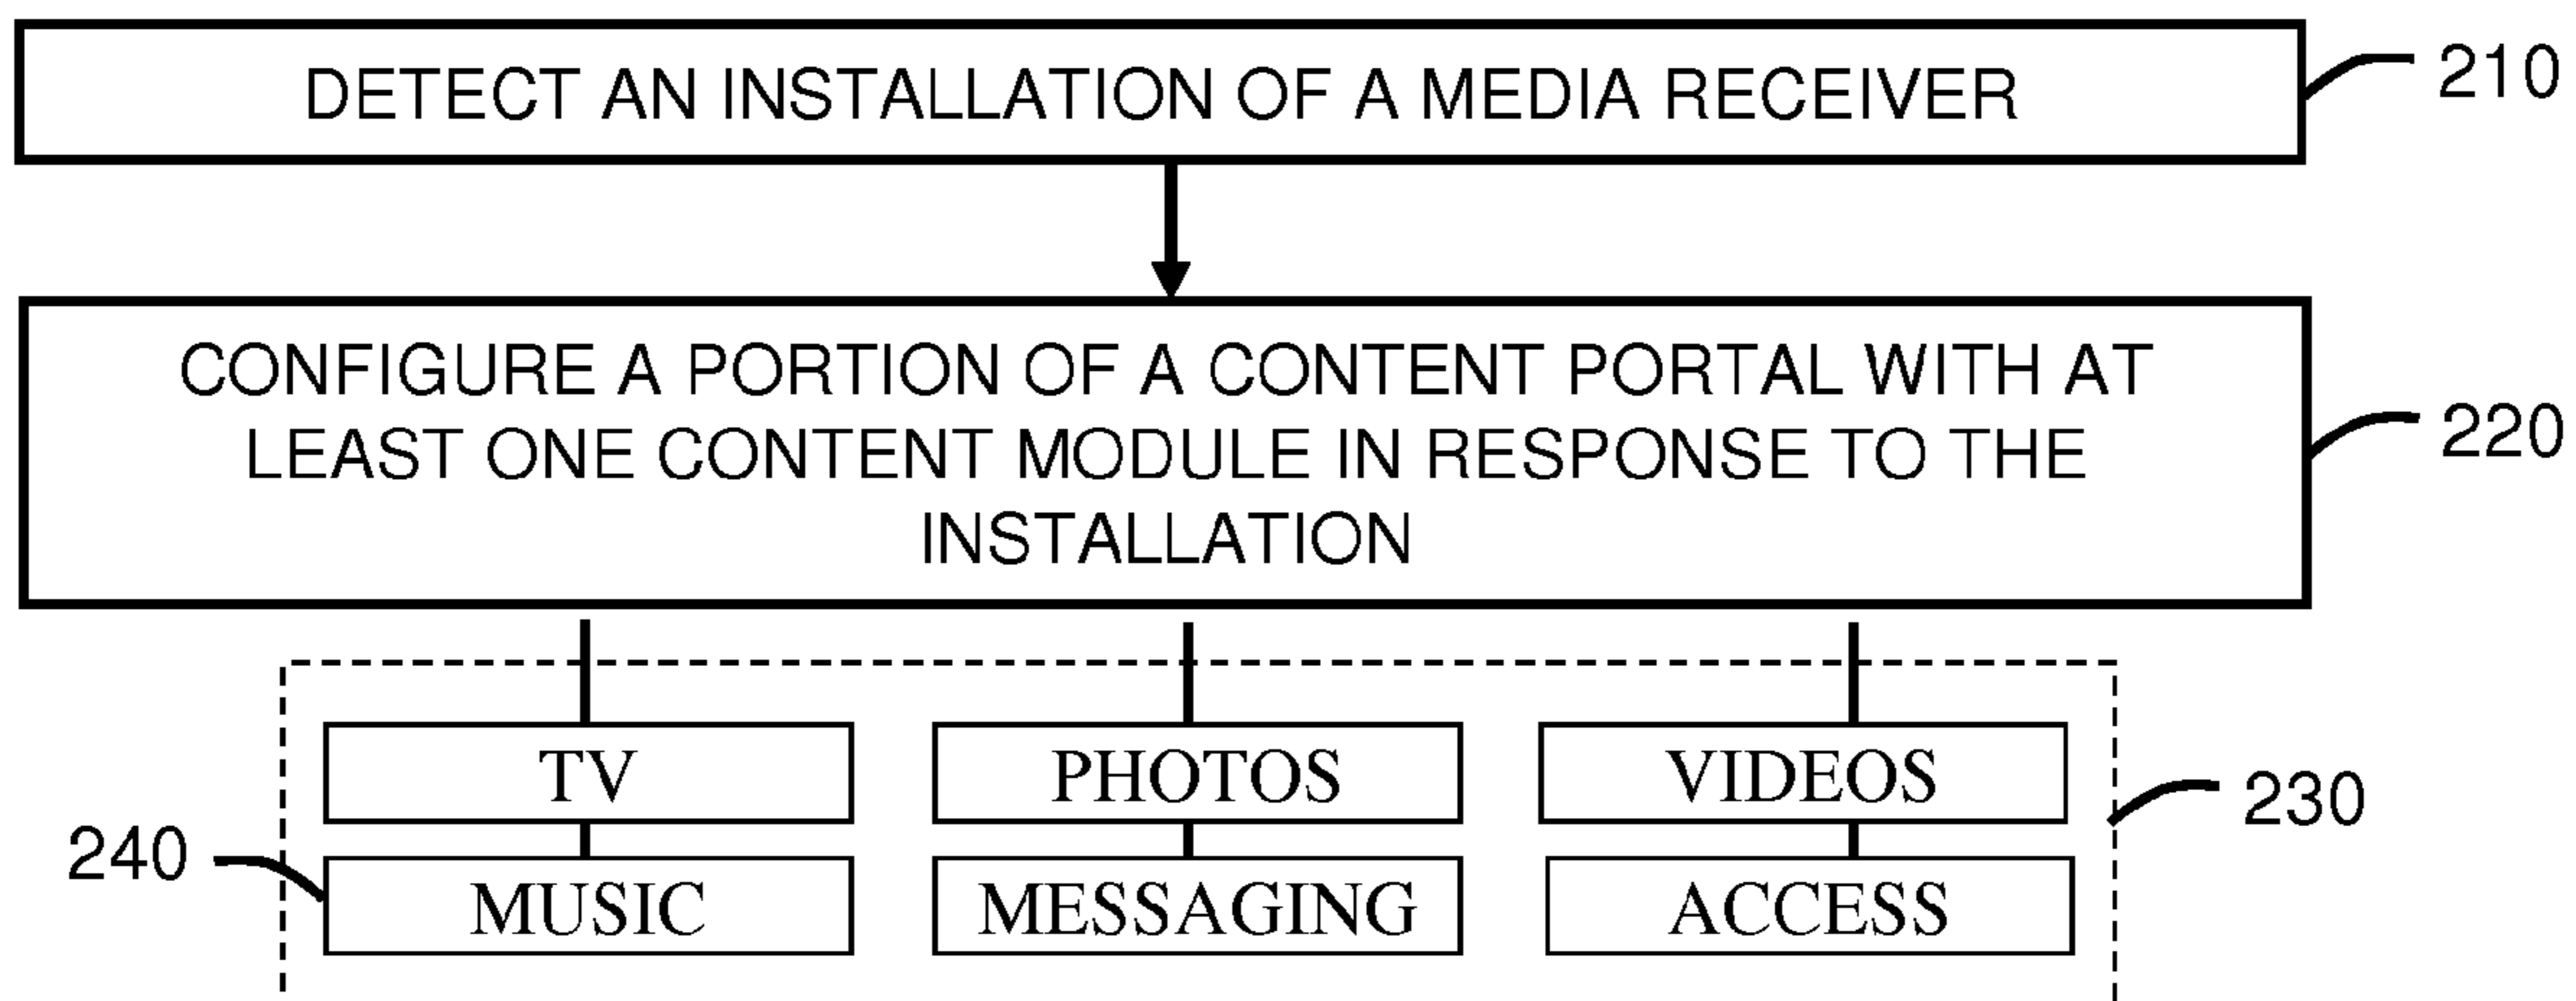 DETECT AN INSTALLATION OF A MEDIA RECEIVER
210
CONFIGURE A PORTION OF A CONTENT PORTAL WITH AT
LEAST ONE CONTENT MODULE IN RESPONSE TO THE
INSTALLATION
220
TV
PHOTOS
VIDEOS
230
240
MUSIC
MESSAGING
ACCESS